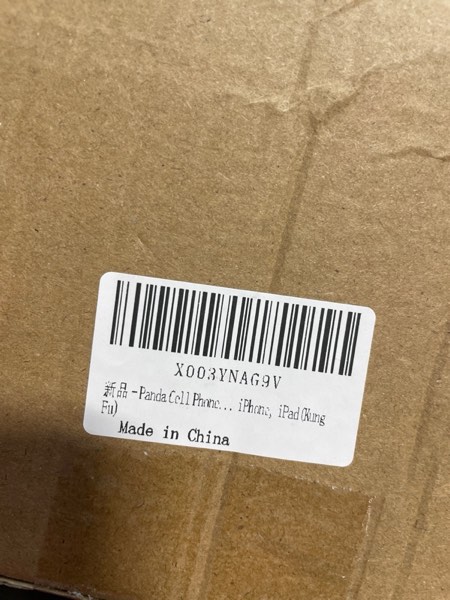 X003YNAG9V
新品 -Panda Cell Phone... iPhone, iPad (Kung
Fu)
Made in China